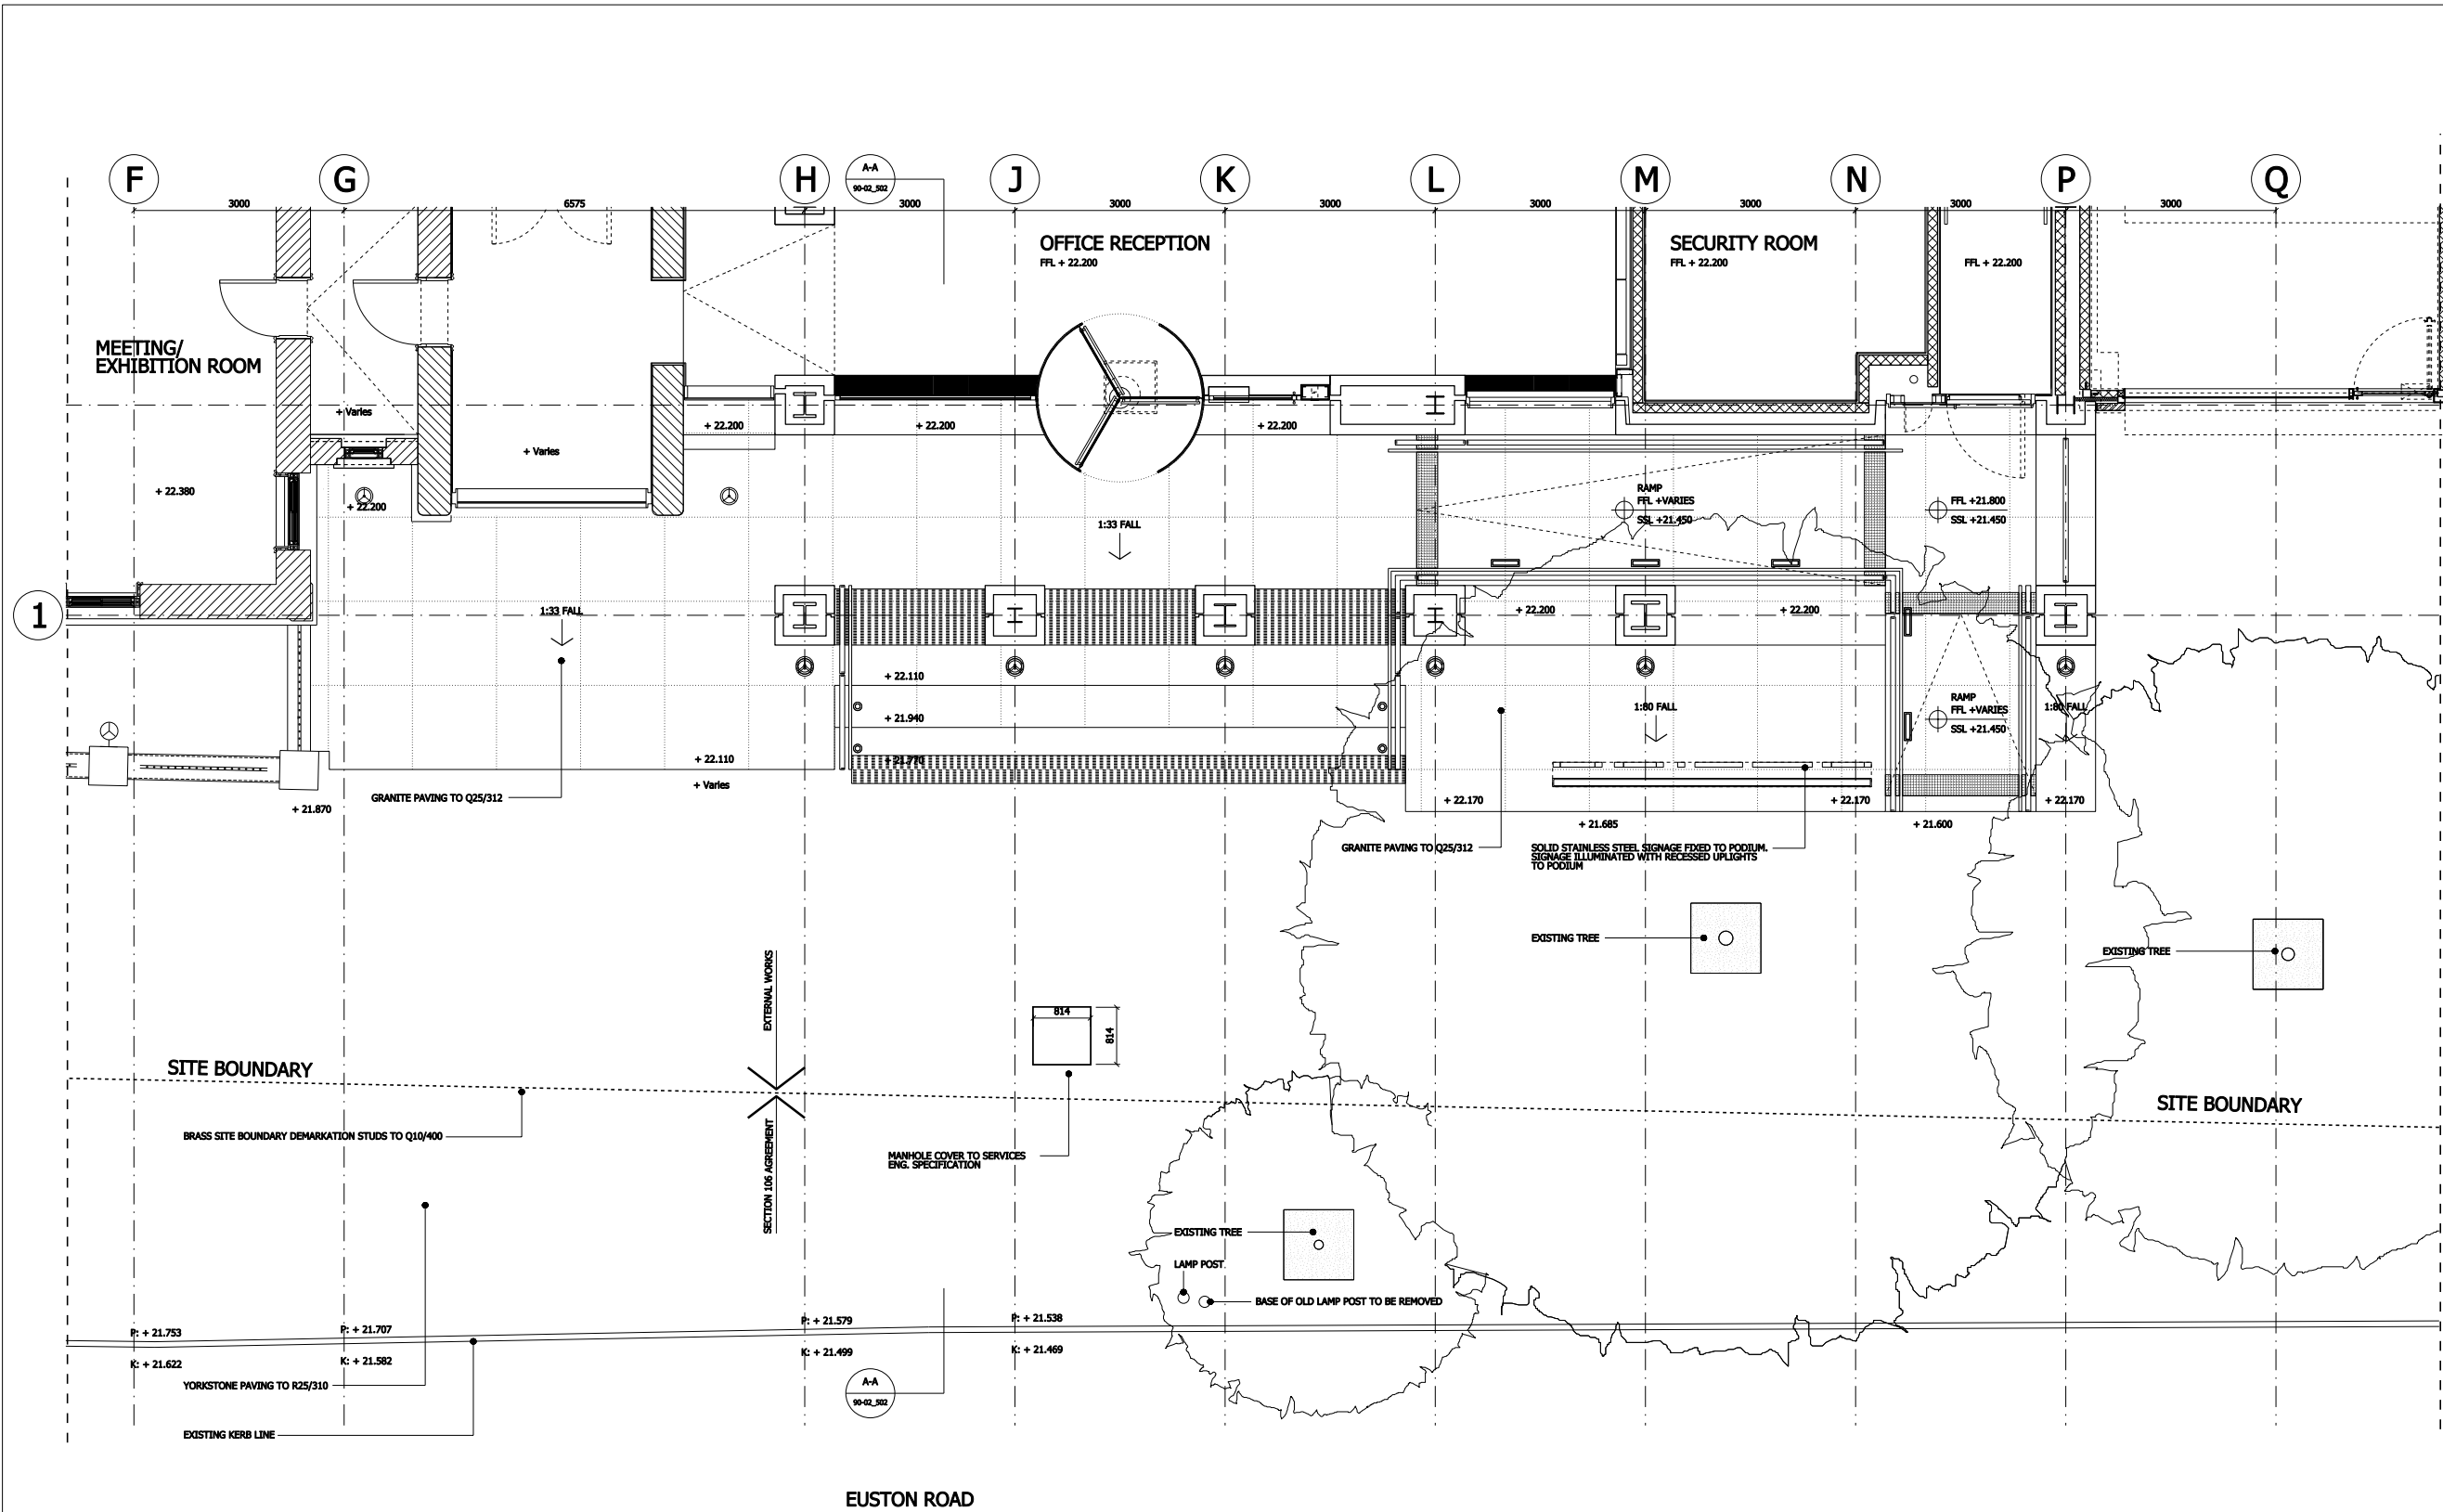 F G H J K L M N P Q
A-A
90-02_502
3000 6575 3000 3000 3000 3000 3000 3000 3000
OFFICE RECEPTION
FFL + 22.200
SECURITY ROOM
FFL + 22.200
FFL + 22.200
MEETING/
EXHIBITION ROOM
+ Varies
+ 22.200
+ 22.200
+ 22.200
+ Varies
+ 22.380
+ 22.200
RAMP
FFL +VARIES
SSL +21.450
FFL +21.800
SSL +21.450
1:33 FALL
1
1:33 FALL
+ 22.200
+ 22.200
+ 22.110
+ 21.940
+ 21.770
RAMP
FFL +VARIES
SSL +21.450
1:80 FALL
1:80 FALL
+ 22.110
+ Varies
GRANITE PAVING TO Q25/312
+ 21.870
+ 22.170
+ 22.170
+ 22.170
+ 21.685
+ 21.600
GRANITE PAVING TO Q25/312
SOLID STAINLESS STEEL SIGNAGE FIXED TO PODIUM.
SIGNAGE ILLUMINATED WITH RECESSED UPLIGHTS
TO PODIUM
EXISTING TREE
EXISTING TREE
EXTERNAL WORKS
814
814
SITE BOUNDARY
SITE BOUNDARY
BRASS SITE BOUNDARY DEMARKATION STUDS TO Q10/400
SECTION 106 AGREEMENT
MANHOLE COVER TO SERVICES
ENG. SPECIFICATION
EXISTING TREE
LAMP POST
BASE OF OLD LAMP POST TO BE REMOVED
P: + 21.753
P: + 21.707
P: + 21.579
P: + 21.538
K: + 21.622
K: + 21.582
K: + 21.499
K: + 21.469
YORKSTONE PAVING TO R25/310
A-A
90-02_502
EXISTING KERB LINE
EUSTON ROAD